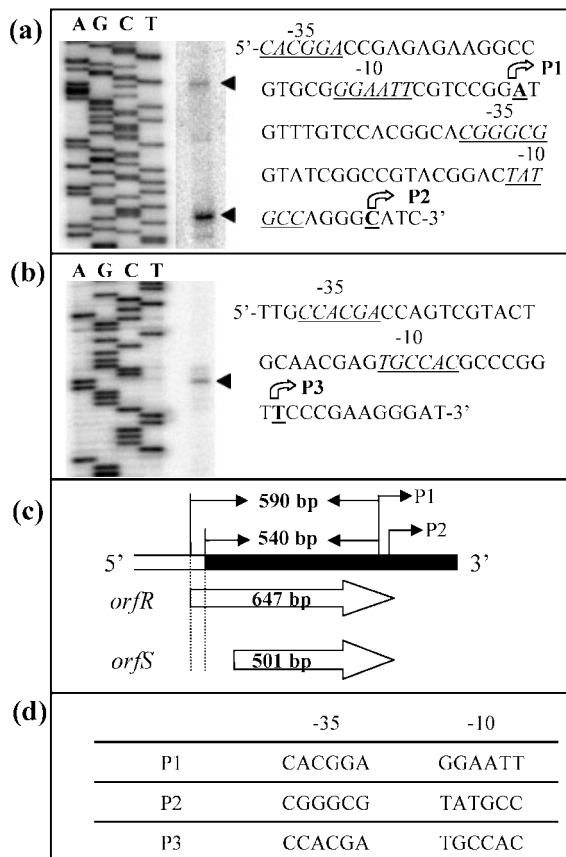 (a)
A G C T
-35
5'-CACGGACCGAGAGAAGGCC
-10
P1
GTGCGGGAATTCGTCCGGAT
-35
GTTTGTCCACGGCACGGGCG
-10
GTATCGGCCGTACGGACTAT
P2
GCCAGGGCATC-3'
(b)
A G C T
-35
5'-TTGCCACGACCAGTCGTACT
-10
GCAACGAGTGCCACGCCCGG
P3
TTCCCGAAGGGAT-3'
(c)
590 bp
P1
540 bp
P2
5' 3'
orfR 647 bp
orfS 501 bp
(d)
-35 -10
P1 CACGGA GGAATT
P2 CGGGCG TATGCC
P3 CCACGA TGCCAC